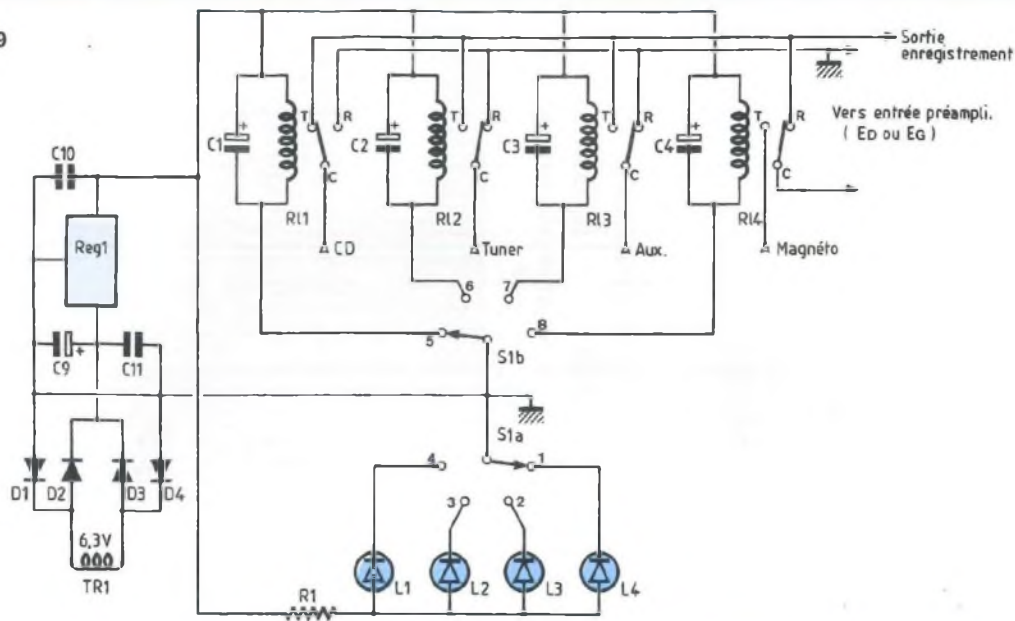 9
Sortie
enregistrement
Vers entrée préampli.
( ED ou EG )
C1
+
T
R
C
Rl1
CD
C2
+
T
R
C
Rl2
Tuner
C3
+
T
R
C
Rl3
Aux.
C4
+
T
R
C
Rl4
Magnéto
C10
Reg1
C9
+
C11
6
7
5
8
S1b
S1a
4
1
3
2
D1
D2
D3
D4
6,3V
TR1
R1
L1
L2
L3
L4